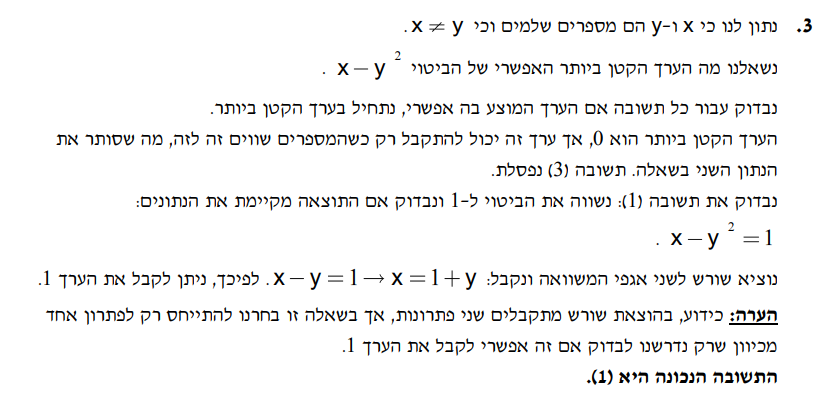 3. נתון לנו כי x ו-y הם מספרים שלמים וכי x ≠ y.
נשאלנו מה הערך הקטן ביותר האפשרי של הביטוי x − y ².
נבדוק עבור כל תשובה אם הערך המוצע בה אפשרי, נתחיל בערך הקטן ביותר.
הערך הקטן ביותר הוא 0, אך ערך זה יכול להתקבל רק כשהמספרים שווים זה לזה, מה שסותר את
הנתון השני בשאלה. תשובה (3) נפסלת.
נבדוק את תשובה (1): נשווה את הביטוי ל-1 ונבדוק אם התוצאה מקיימת את הנתונים:
x − y ² = 1.
נוציא שורש לשני אגפי המשוואה ונקבל: x − y = 1 → x = 1 + y. לפיכך, ניתן לקבל את הערך 1.
הערה: כידוע, בהוצאת שורש מתקבלים שני פתרונות, אך בשאלה זו בחרנו להתייחס רק לפתרון אחד
מכיוון שרק נדרשנו לבדוק אם זה אפשרי לקבל את הערך 1.
התשובה הנכונה היא (1).